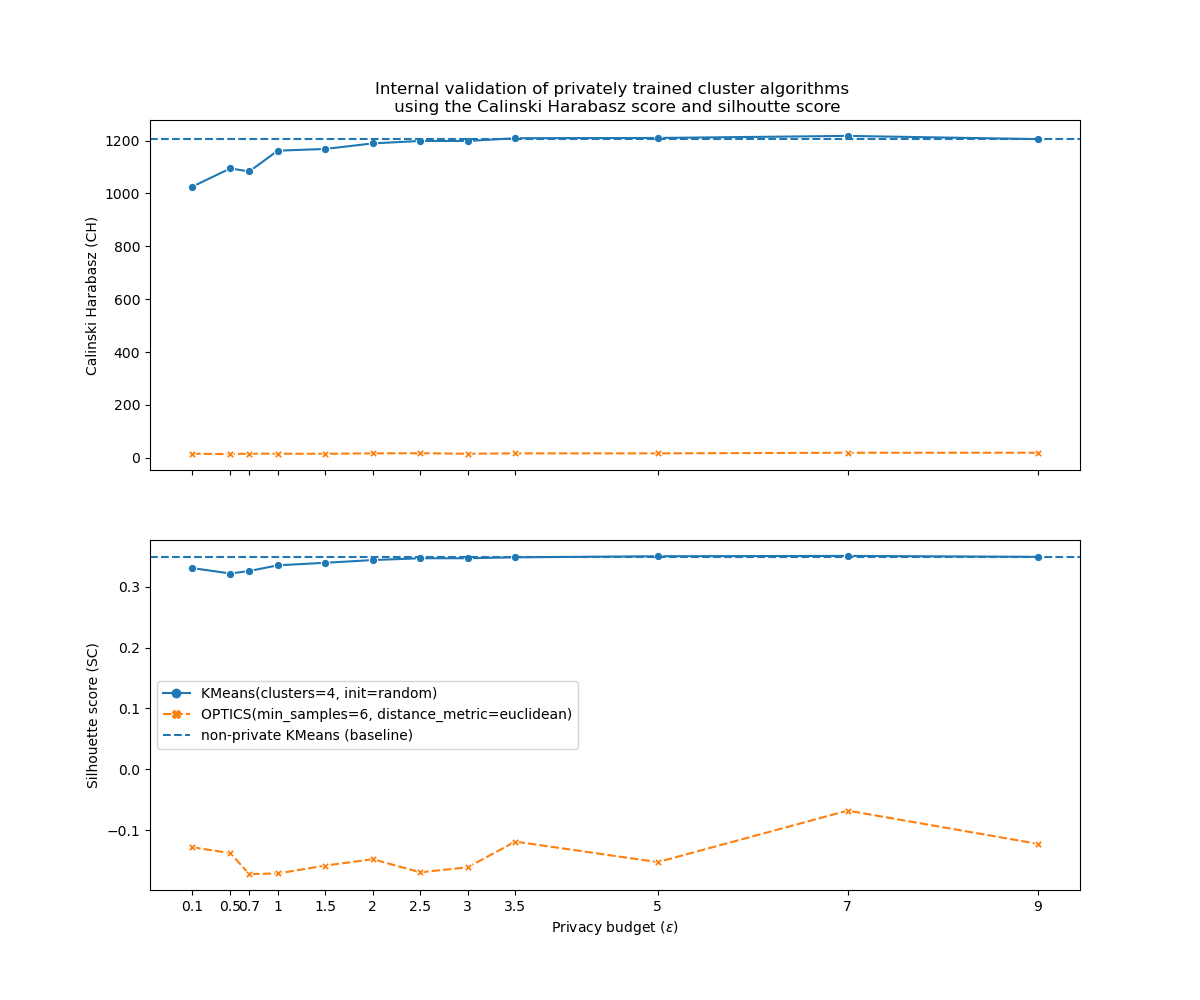 Internal validation of privately trained cluster algorithms
using the Calinski Harabasz score and silhoutte score
Calinski Harabasz (CH)
1200
1000
800
600
400
200
0
Silhouette score (SC)
0.3
0.2
0.1
0.0
−0.1
KMeans(clusters=4, init=random)
OPTICS(min_samples=6, distance_metric=euclidean)
non-private KMeans (baseline)
0.1 0.5 0.7 1 1.5 2 2.5 3 3.5 5 7 9
Privacy budget (ε)